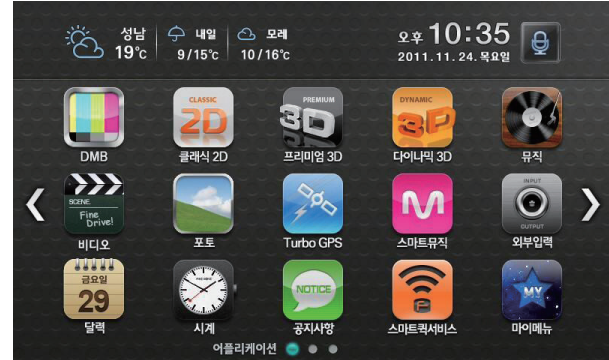 성남
19°c
내일
9/15°c
모레
10/16°c
오후 10:35
2011.11.24. 목요일
CLASSIC
2D
PREMIUM
3D
DYNAMIC
3D
DMB
클래식 2D
프리미엄 3D
다이나믹 3D
뮤직
SCENE.
Fine
Drive!
INPUT
OUTPUT
비디오
포토
Turbo GPS
스마트뮤직
외부입력
금요일
29
NOTICE
MY
달력
시계
공지사항
스마트퀵서비스
마이메뉴
어플리케이션